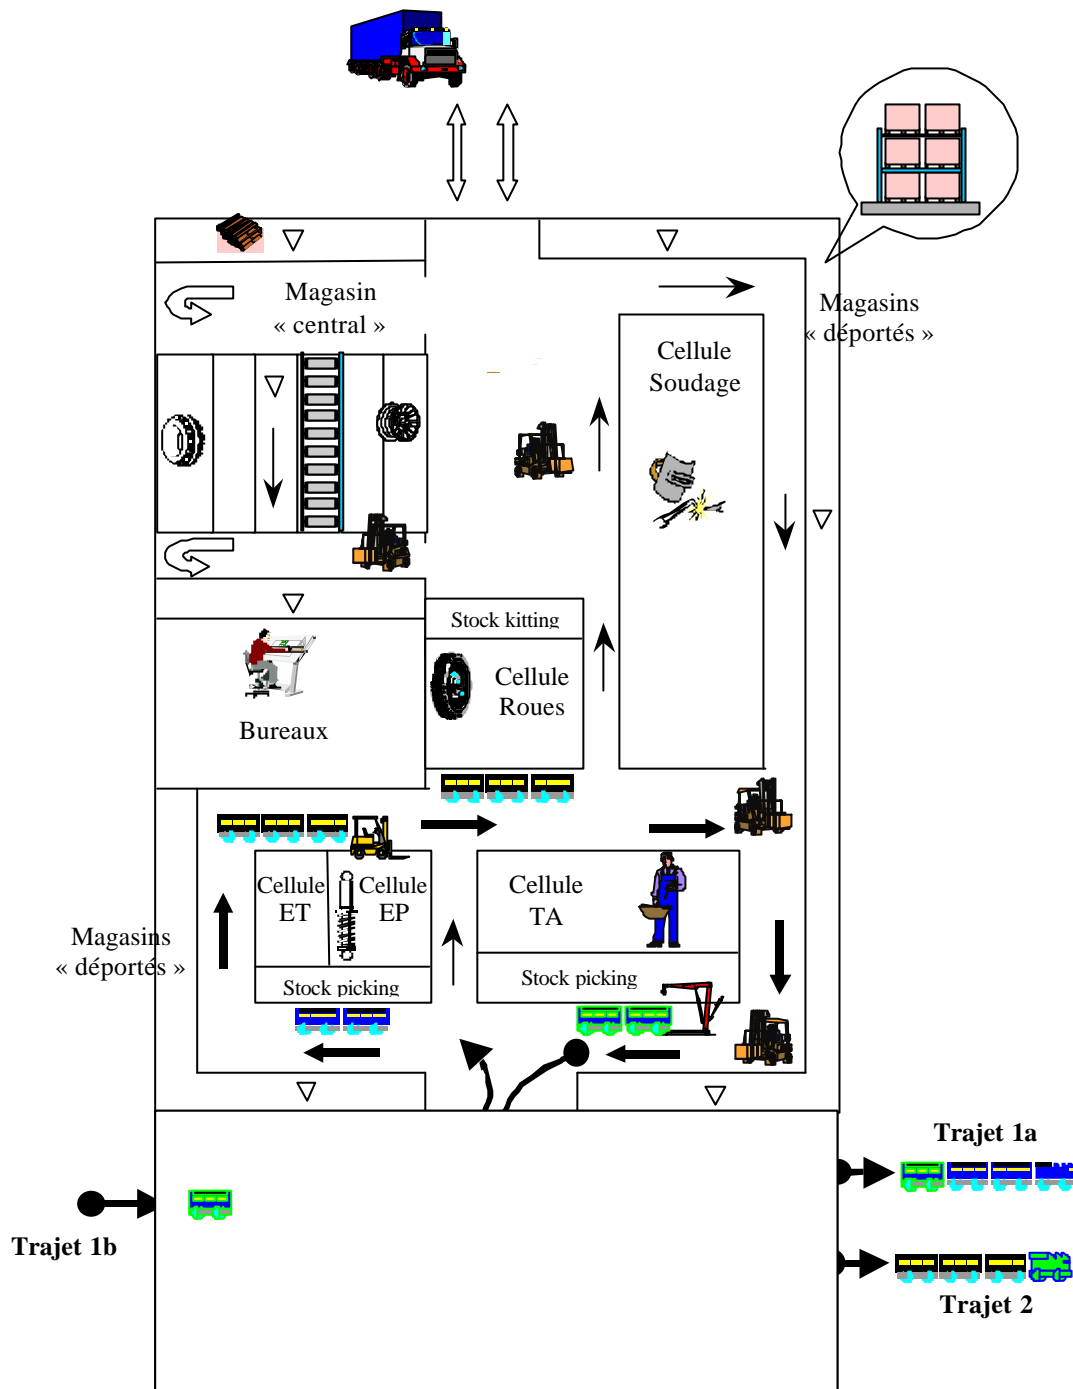 Magasin
« central »
Magasins
« déportés »
Cellule
Soudage
Stock kitting
Cellule
Roues
Bureaux
Cellule
ET
Cellule
EP
Cellule
TA
Magasins
« déportés »
Stock picking
Stock picking
Trajet 1a
Trajet 1b
Trajet 2